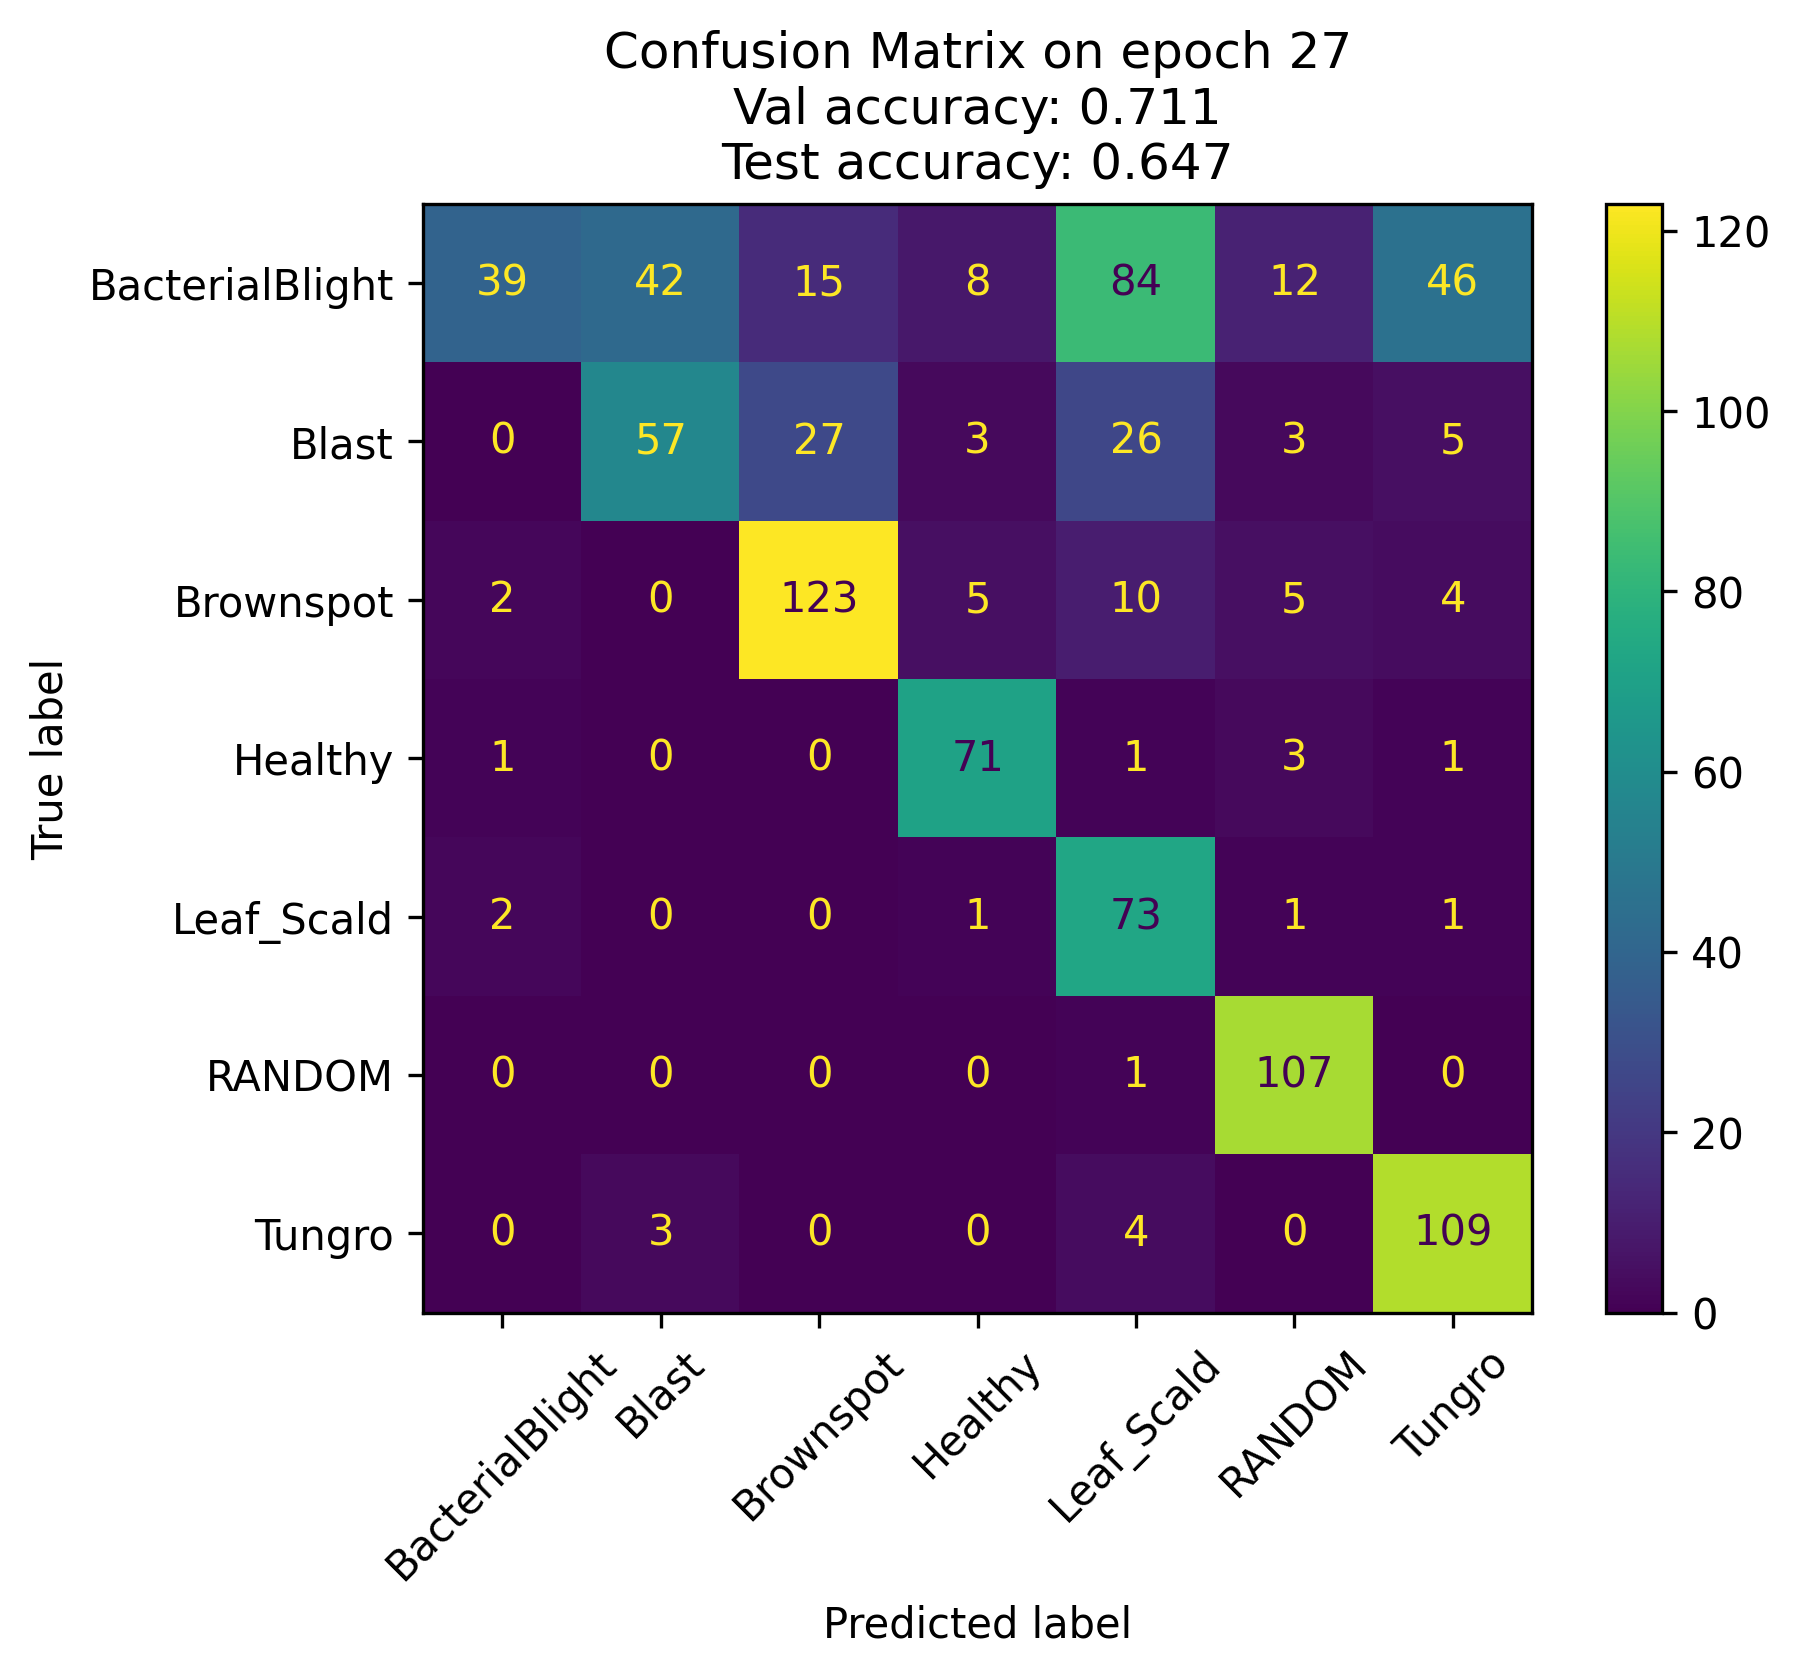 Confusion Matrix on epoch 27
Val accuracy: 0.711
Test accuracy: 0.647
BacterialBlight 39 42 15 8 84 12 46
Blast 0 57 27 3 26 3 5
Brownspot 2 0 123 5 10 5 4
Healthy 1 0 0 71 1 3 1
Leaf_Scald 2 0 0 1 73 1 1
RANDOM 0 0 0 0 1 107 0
Tungro 0 3 0 0 4 0 109
True label
BacterialBlight Blast Brownspot Healthy Leaf_Scald RANDOM Tungro
Predicted label
120
100
80
60
40
20
0